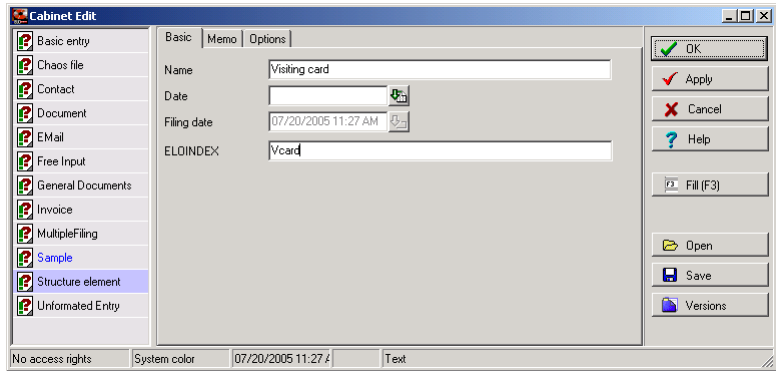 Cabinet Edit
Basic entry
Chaos file
Contact
Document
EMail
Free Input
General Documents
Invoice
MultipleFiling
Sample
Structure element
Unformated Entry
Basic
Memo
Options
Name
Visiting card
Date
Filing date
07/20/2005 11:27 AM
ELOINDEX
Vcard
OK
Apply
Cancel
Help
Fill (F3)
Open
Save
Versions
No access rights
System color
07/20/2005 11:27
Text